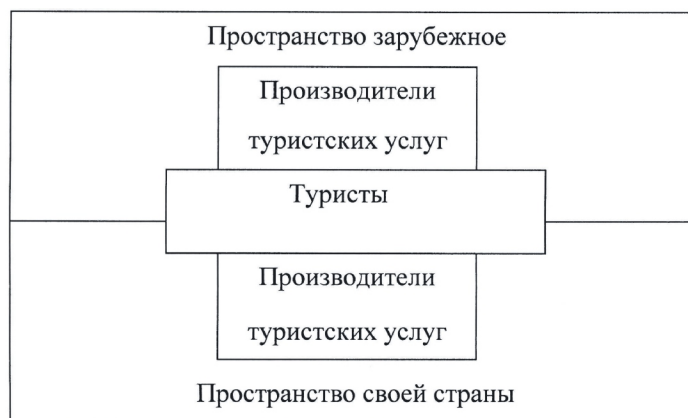 Пространство зарубежное
Производители
туристских услуг
Туристы
Производители
туристских услуг
Пространство своей страны